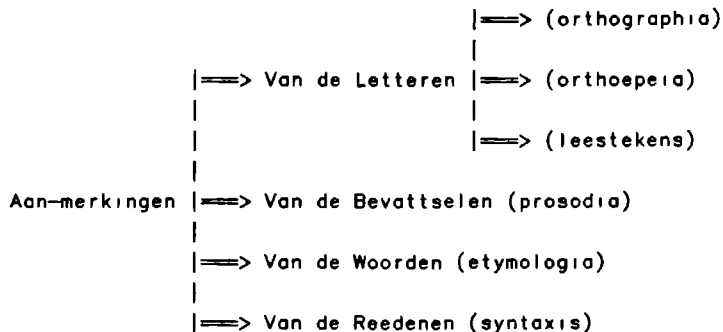 (orthographia)
Van de Letteren (orthoepeia)
(leestekens)
Aan-merkingen Van de Bevattselen (prosodia)
Van de Woorden (etymologia)
Van de Reedenen (syntaxis)